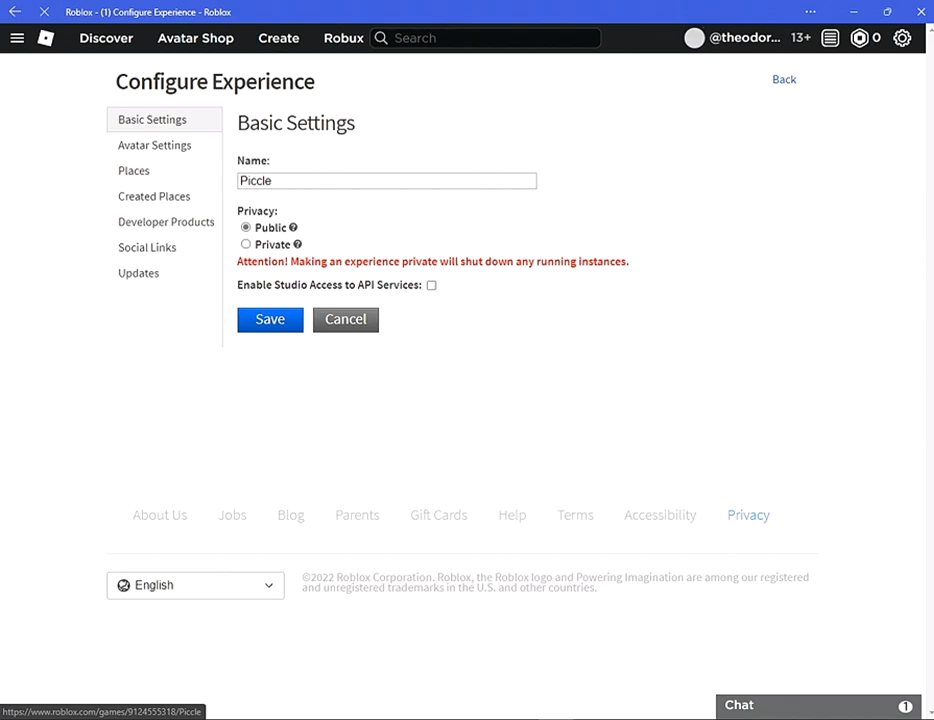 Roblox - (1) Configure Experience - Roblox
Discover Avatar Shop Create Robux Search @theodor... 13+ 0
Configure Experience
Back
Basic Settings
Avatar Settings
Places
Created Places
Developer Products
Social Links
Updates
Basic Settings
Name:
Piccle
Privacy:
Public
Private
Attention! Making an experience private will shut down any running instances.
Enable Studio Access to API Services:
Save Cancel
About Us Jobs Blog Parents Gift Cards Help Terms Accessibility Privacy
English
©2022 Roblox Corporation. Roblox, the Roblox logo and Powering Imagination are among our registered
and unregistered trademarks in the U.S. and other countries.
Chat 1
https://www.roblox.com/games/9124555318/Piccle